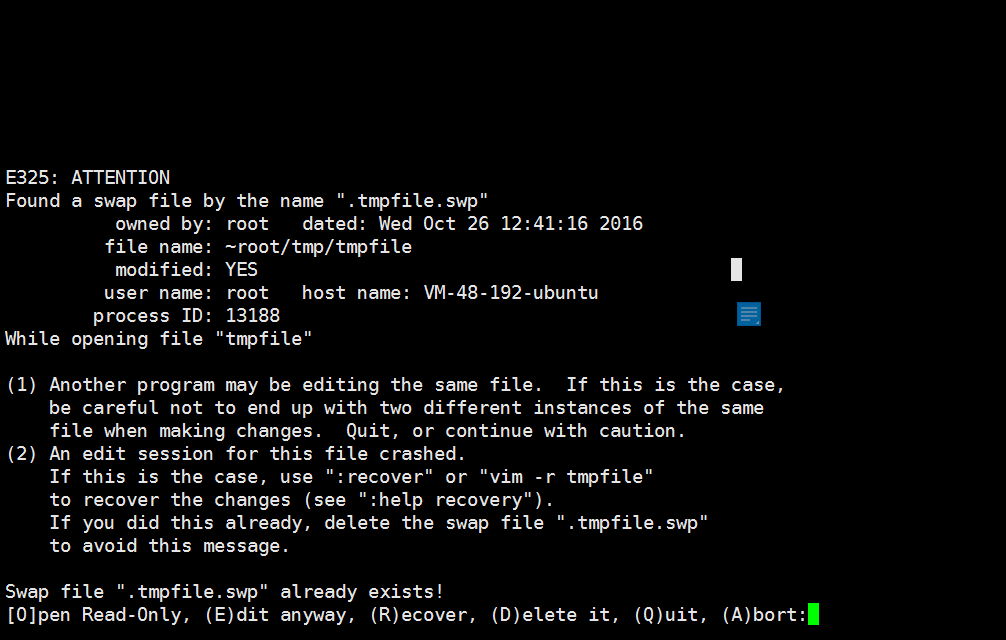 E325: ATTENTION
Found a swap file by the name ".tmpfile.swp"
          owned by: root   dated: Wed Oct 26 12:41:16 2016
         file name: ~root/tmp/tmpfile
          modified: YES
         user name: root   host name: VM-48-192-ubuntu
        process ID: 13188
While opening file "tmpfile"

(1) Another program may be editing the same file.  If this is the case,
    be careful not to end up with two different instances of the same
    file when making changes.  Quit, or continue with caution.
(2) An edit session for this file crashed.
    If this is the case, use ":recover" or "vim -r tmpfile"
    to recover the changes (see ":help recovery").
    If you did this already, delete the swap file ".tmpfile.swp"
    to avoid this message.

Swap file ".tmpfile.swp" already exists!
[O]pen Read-Only, (E)dit anyway, (R)ecover, (D)elete it, (Q)uit, (A)bort: